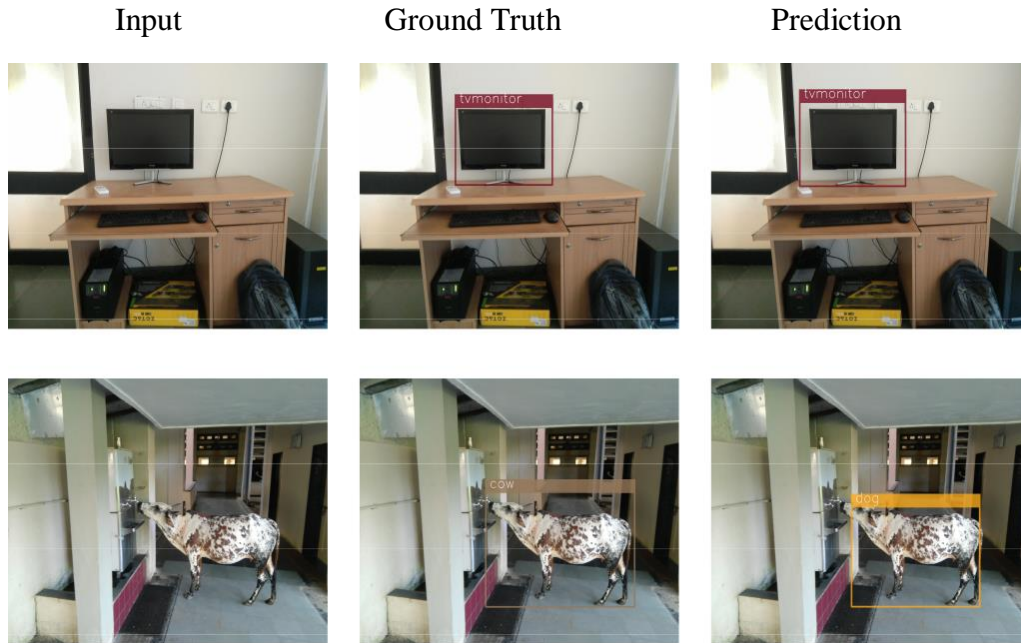 Input Ground Truth Prediction
tvmonitor
tvmonitor
cow
dog